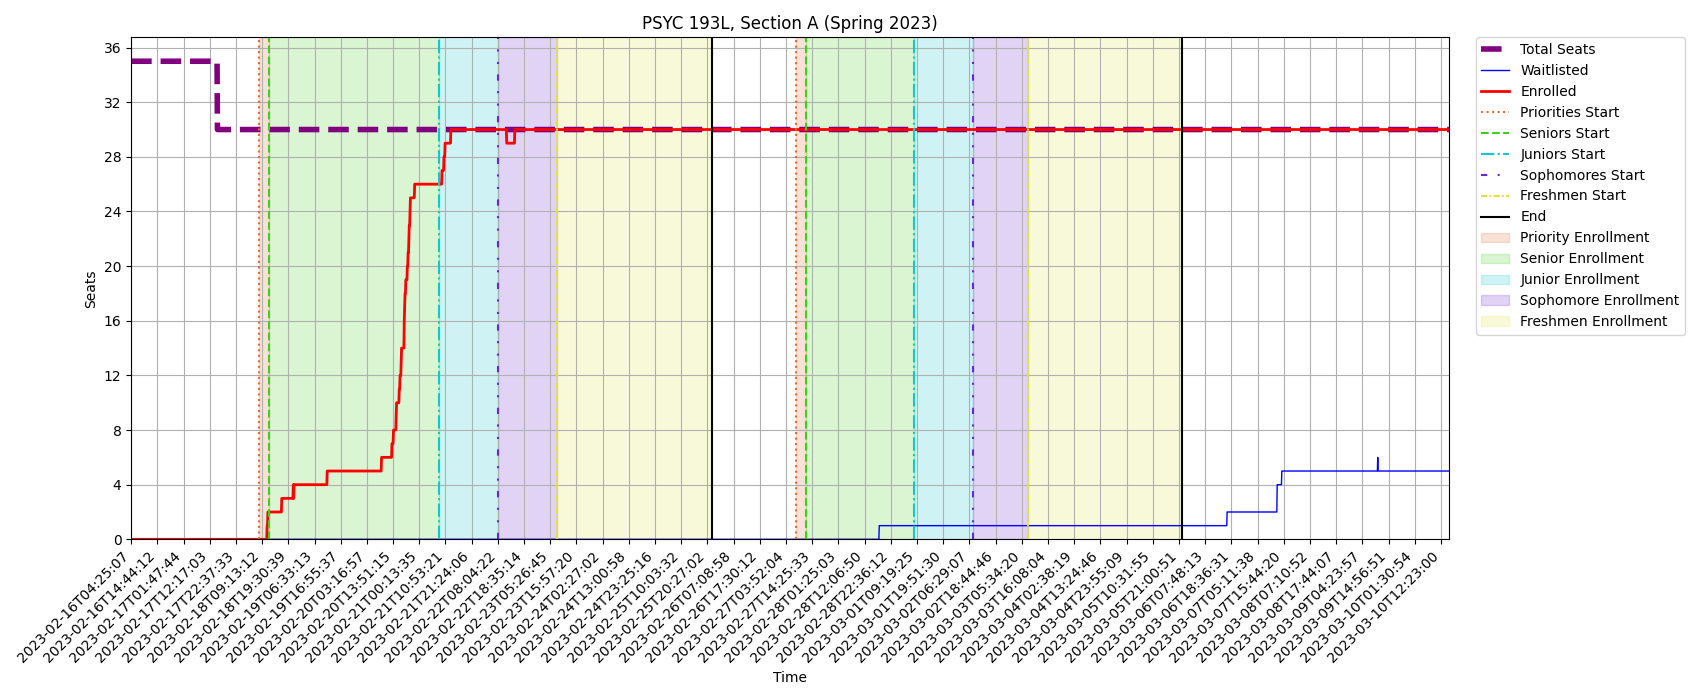 PSYC 193L, Section A (Spring 2023)
Seats
36
32
28
24
20
16
12
8
4
0
2023-02-16T04:25:07
2023-02-16T14:44:12
2023-02-17T01:47:44
2023-02-17T12:17:03
2023-02-17T22:37:33
2023-02-18T09:13:12
2023-02-18T19:30:39
2023-02-19T06:33:13
2023-02-19T16:55:37
2023-02-20T03:16:57
2023-02-20T13:51:15
2023-02-21T00:13:35
2023-02-21T10:53:21
2023-02-21T21:24:06
2023-02-22T08:04:22
2023-02-22T18:35:14
2023-02-23T05:26:45
2023-02-23T15:57:20
2023-02-24T02:27:02
2023-02-24T13:00:58
2023-02-24T23:25:16
2023-02-25T10:03:32
2023-02-25T20:27:02
2023-02-26T07:08:58
2023-02-26T17:30:12
2023-02-27T03:52:04
2023-02-27T14:25:33
2023-02-28T01:25:03
2023-02-28T12:06:50
2023-02-28T22:36:12
2023-03-01T09:19:25
2023-03-01T19:51:30
2023-03-02T06:29:07
2023-03-02T18:44:46
2023-03-03T05:34:20
2023-03-03T16:08:04
2023-03-04T02:38:19
2023-03-04T13:24:46
2023-03-04T23:55:09
2023-03-05T10:31:55
2023-03-05T21:00:51
2023-03-06T07:48:13
2023-03-06T18:36:31
2023-03-07T05:11:38
2023-03-07T15:44:20
2023-03-08T07:10:52
2023-03-08T17:44:07
2023-03-09T04:23:57
2023-03-09T14:56:51
2023-03-10T01:30:54
2023-03-10T12:23:00
Time
Total Seats
Waitlisted
Enrolled
Priorities Start
Seniors Start
Juniors Start
Sophomores Start
Freshmen Start
End
Priority Enrollment
Senior Enrollment
Junior Enrollment
Sophomore Enrollment
Freshmen Enrollment